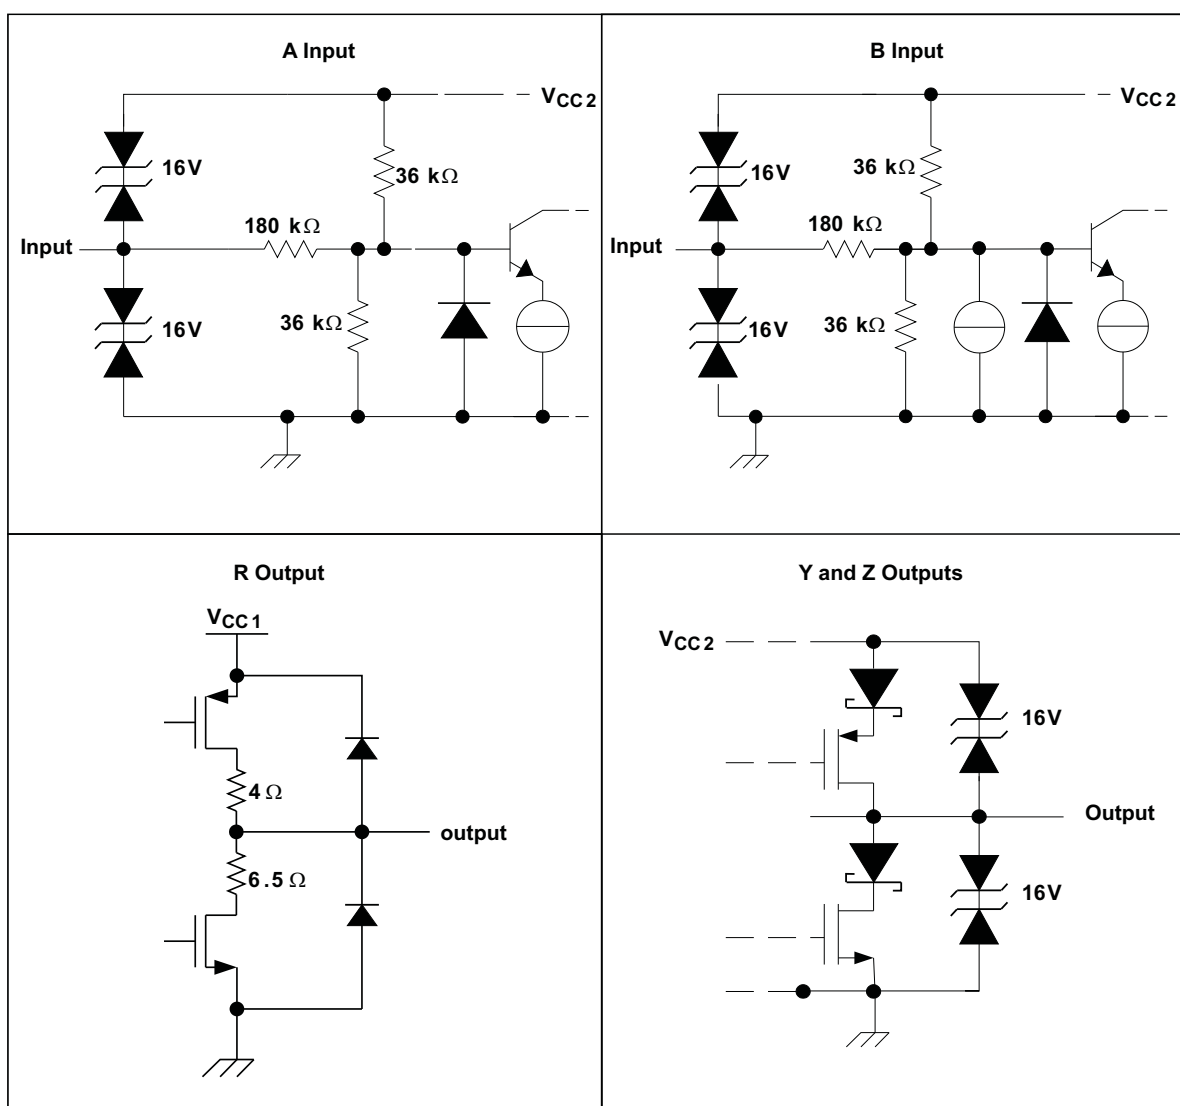 A Input
VCC2
16V
36 kΩ
180 kΩ
Input
36 kΩ
16V
B Input
VCC2
16V
36 kΩ
180 kΩ
Input
36 kΩ
16V
R Output
VCC1
4 Ω
output
6.5 Ω
Y and Z Outputs
VCC2
16V
Output
16V